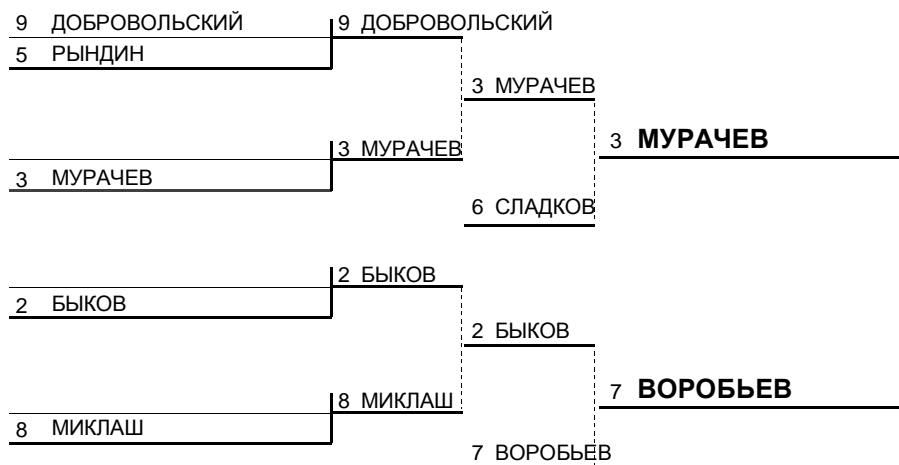 9 ДОБРОВОЛЬСКИЙ 9 ДОБРОВОЛЬСКИЙ
5 РЫНДИН
3 МУРАЧЕВ
3 МУРАЧЕВ
3 МУРАЧЕВ
3 МУРАЧЕВ
6 СЛАДКОВ
2 БЫКОВ
2 БЫКОВ
2 БЫКОВ
7 ВОРОБЬЕВ
8 МИКЛАШ
8 МИКЛАШ
7 ВОРОБЬЕВ